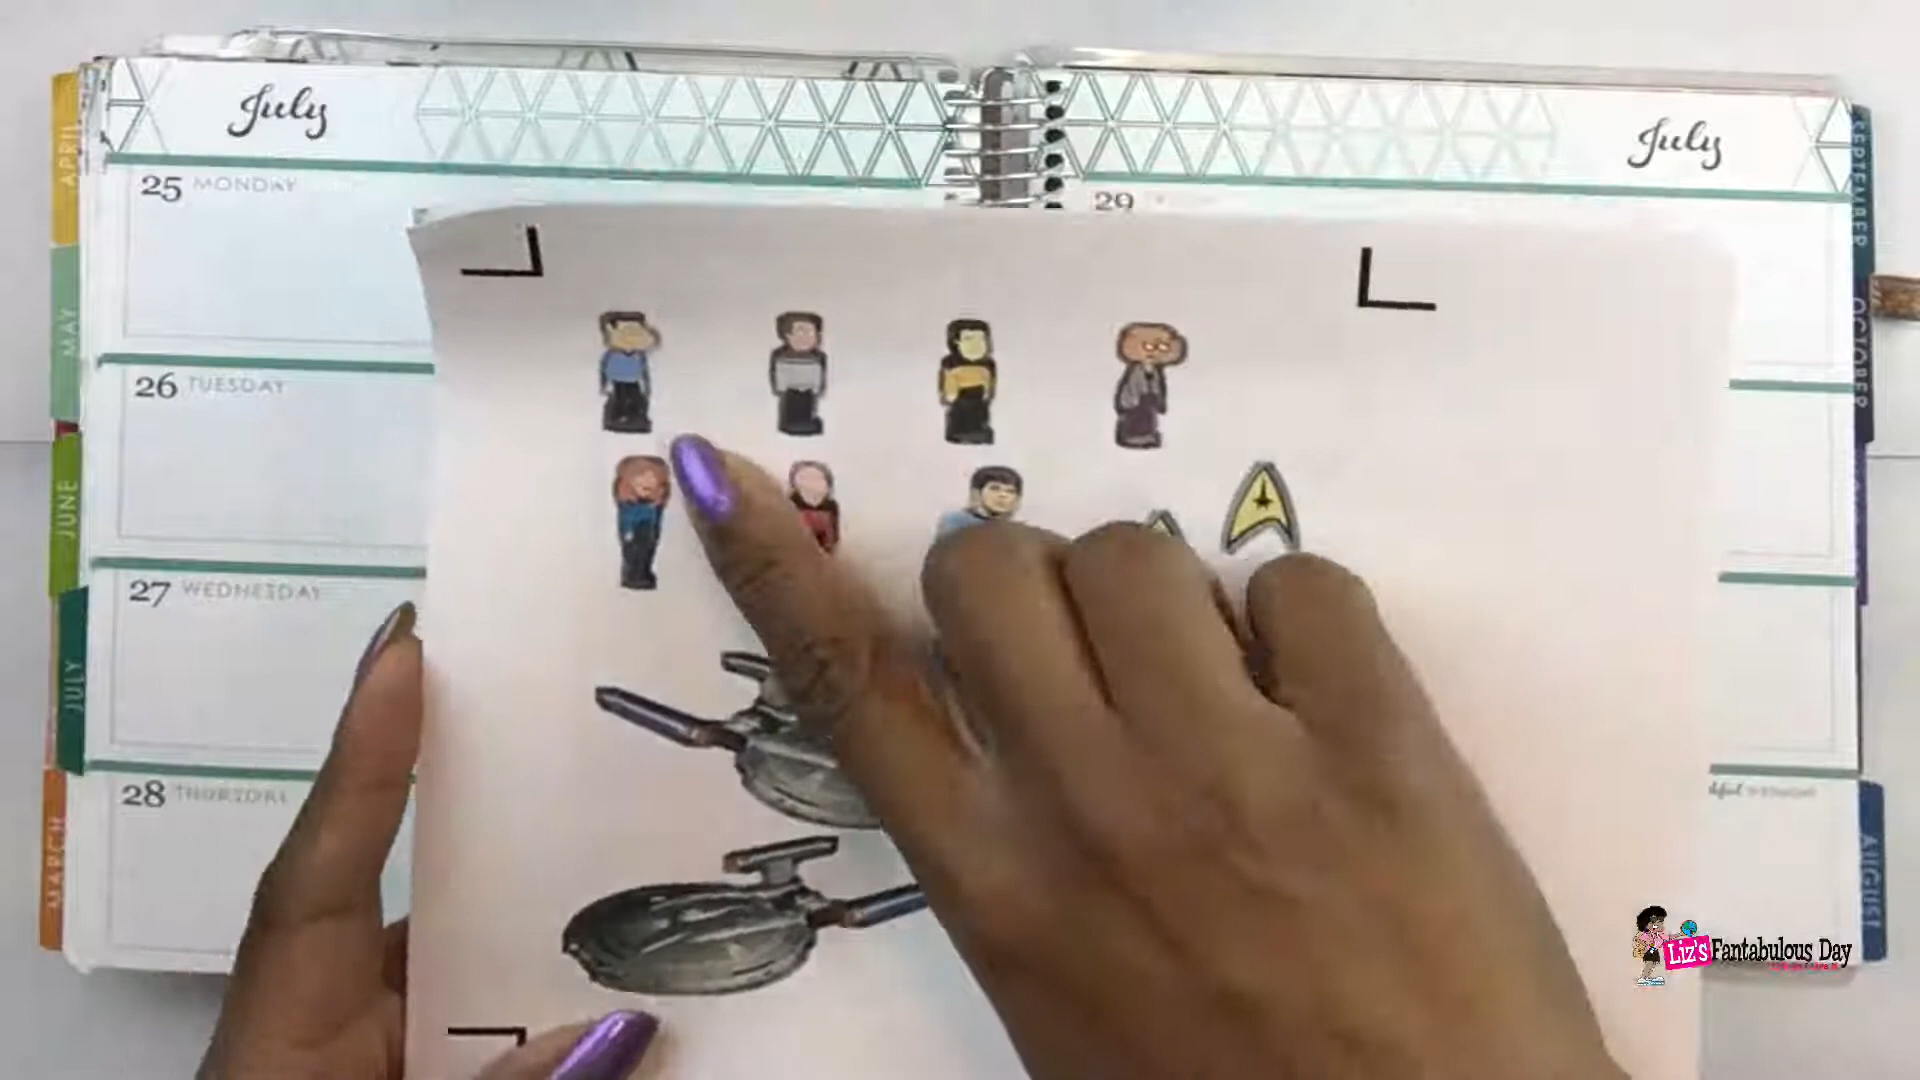 July
July
25 MONDAY
29
26 TUESDAY
27 WEDNESDAY
28
APRIL
MAY
JUNE
JULY
MARCH
SEPTEMBER
OCTOBER
AUGUST
Liz's Fantabulous Day